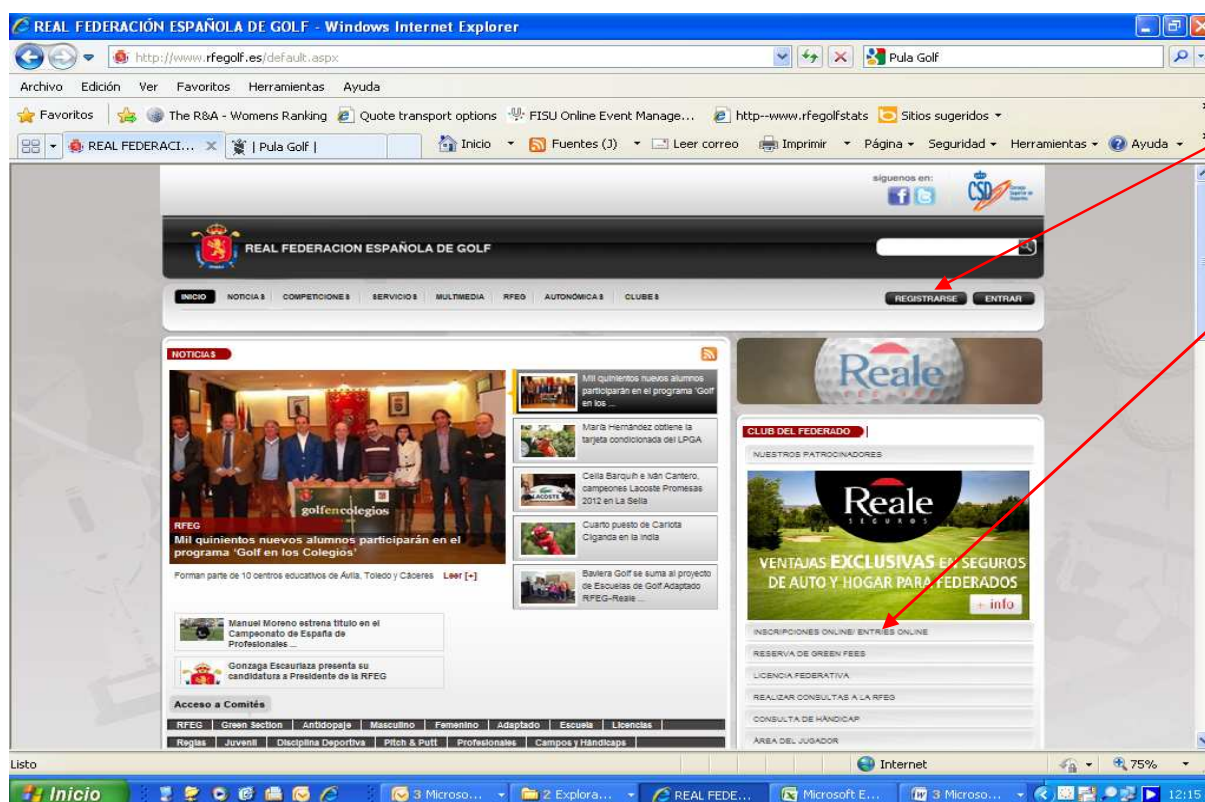 REAL FEDERACIÓN ESPAÑOLA DE GOLF - Windows Internet Explorer
http://www.rfegolf.es/default.aspx
Pula Golf
Archivo Edición Ver Favoritos Herramientas Ayuda
Favoritos The R&A - Womens Ranking Quote transport options FISU Online Event Manage... http--www.rfegolfstats Sitios sugeridos
REAL FEDERACI... | Pula Golf | Inicio Fuentes (J) Leer correo Imprimir Página Seguridad Herramientas Ayuda
síguenos en:
CSD
REAL FEDERACION ESPAÑOLA DE GOLF
INICIO NOTICIAS COMPETICIONES SERVICIOS MULTIMEDIA RFEG AUTONÓMICAS CLUBES REGISTRARSE ENTRAR
NOTICIAS
golfencolegios
RFEG
Mil quinientos nuevos alumnos participarán en el
programa 'Golf en los Colegios'
Forman parte de 10 centros educativos de Ávila, Toledo y Cáceres Leer [+]
Mil quinientos nuevos alumnos
participarán en el programa 'Golf
en los ...
María Hernández obtiene la
tarjeta condicionada del LPGA
LACOSTE
Celia Barquín e Iván Cantero,
campeones Lacoste Promesas
2012 en La Sella
Cuarto puesto de Carlota
Ciganda en la India
Baviera Golf se suma al proyecto
de Escuelas de Golf Adaptado
RFEG-Reale ...
Manuel Moreno estrena título en el
Campeonato de España de
Profesionales ...
Gonzaga Escauriaza presenta su
candidatura a Presidente de la RFEG
Acceso a Comités
RFEG | Green Section | Antidopaje | Masculino | Femenino | Adaptado | Escuela | Licencias |
Reglas | Juvenil | Disciplina Deportiva | Pitch & Putt | Profesionales | Campos y Hándicaps |
Reale
SEGUROS
CLUB DEL FEDERADO |
NUESTROS PATROCINADORES
Reale
SEGUROS
VENTAJAS EXCLUSIVAS EN SEGUROS
DE AUTO Y HOGAR PARA FEDERADOS
+ info
INSCRIPCIONES ONLINE/ ENTRIES ONLINE
RESERVA DE GREEN FEES
LICENCIA FEDERATIVA
REALIZAR CONSULTAS A LA RFEG
CONSULTA DE HÁNDICAP
ÁREA DEL JUGADOR
Listo Internet 75%
Inicio 3 Microso... 2 Explora... REAL FEDE... Microsoft E... 3 Microso... 12:15